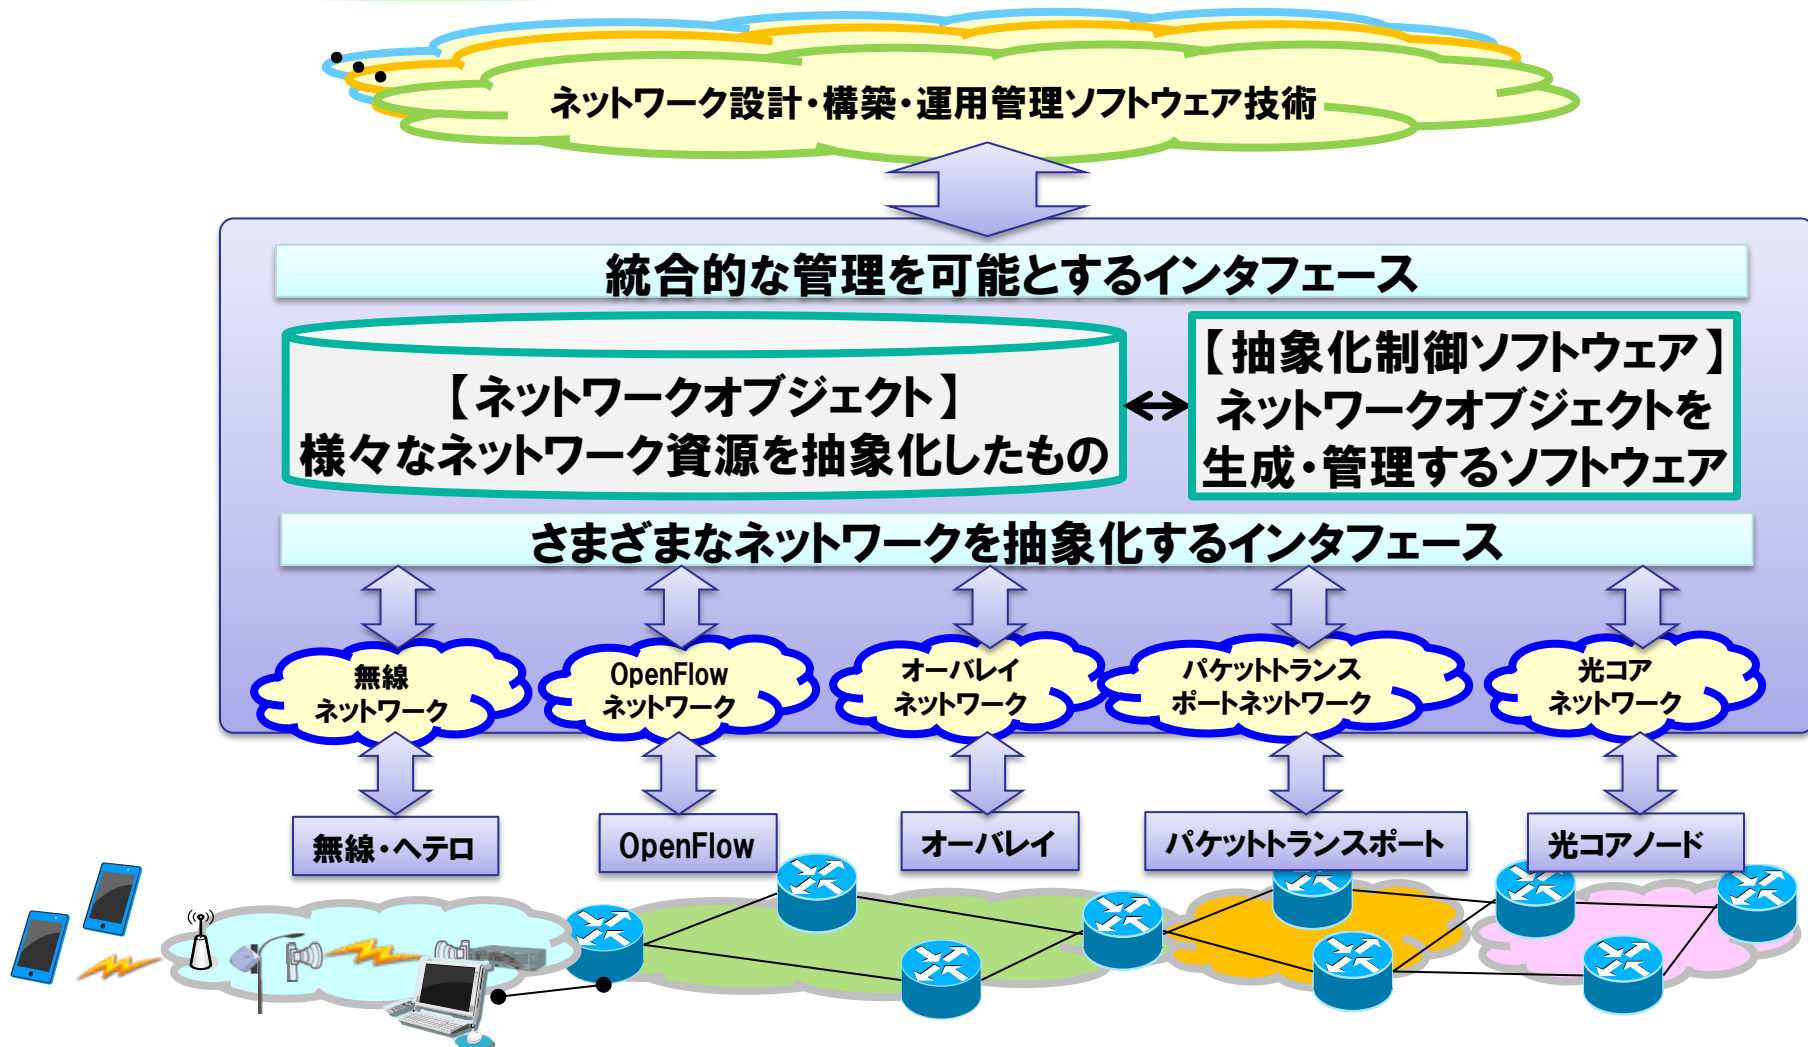 ネットワーク設計・構築・運用管理ソフトウェア技術
統合的な管理を可能とするインタフェース
【ネットワークオブジェクト】
様々なネットワーク資源を抽象化したもの
【抽象化制御ソフトウェア】
ネットワークオブジェクトを
生成・管理するソフトウェア
さまざまなネットワークを抽象化するインタフェース
無線
ネットワーク
OpenFlow
ネットワーク
オーバレイ
ネットワーク
パケットトランス
ポートネットワーク
光コア
ネットワーク
無線・ヘテロ
OpenFlow
オーバレイ
パケットトランスポート
光コアノード